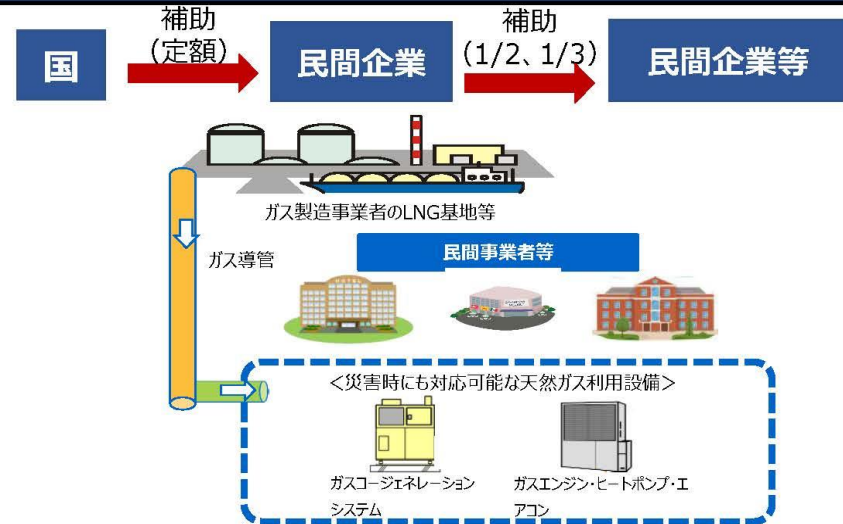 国
補助
（定額）
民間企業
補助
（1/2、1/3）
民間企業等
ガス製造事業者のLNG基地等
ガス導管
民間事業者等
＜災害時にも対応可能な天然ガス利用設備＞
ガスコージェネレーション
システム
ガスエンジン・ヒートポンプ・エ
アコン